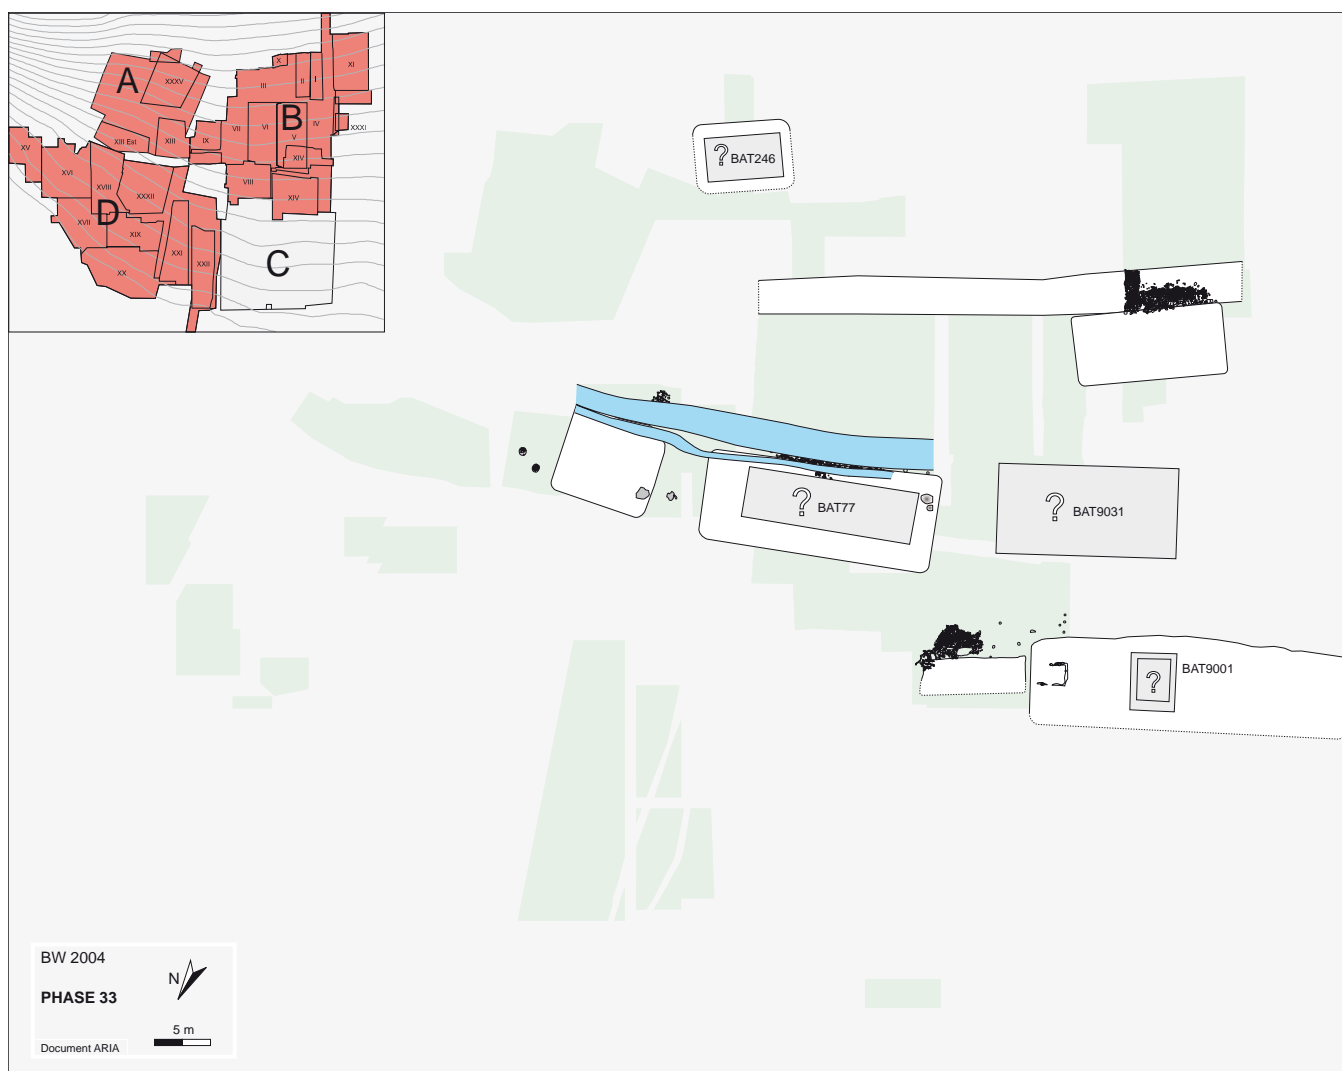 A
XXXV
X
XI
III
II
I
B
VII
VI
V
IV
XXXI
XIII Est
XIII
IX
XIV
XV
XVI
XVIII
XXXII
VIII
XIV
D
XVII
XIX
XXI
XXII
XX
C
? BAT246
? BAT77
? BAT9031
? BAT9001
BW 2004
N
PHASE 33
5 m
Document ARIA